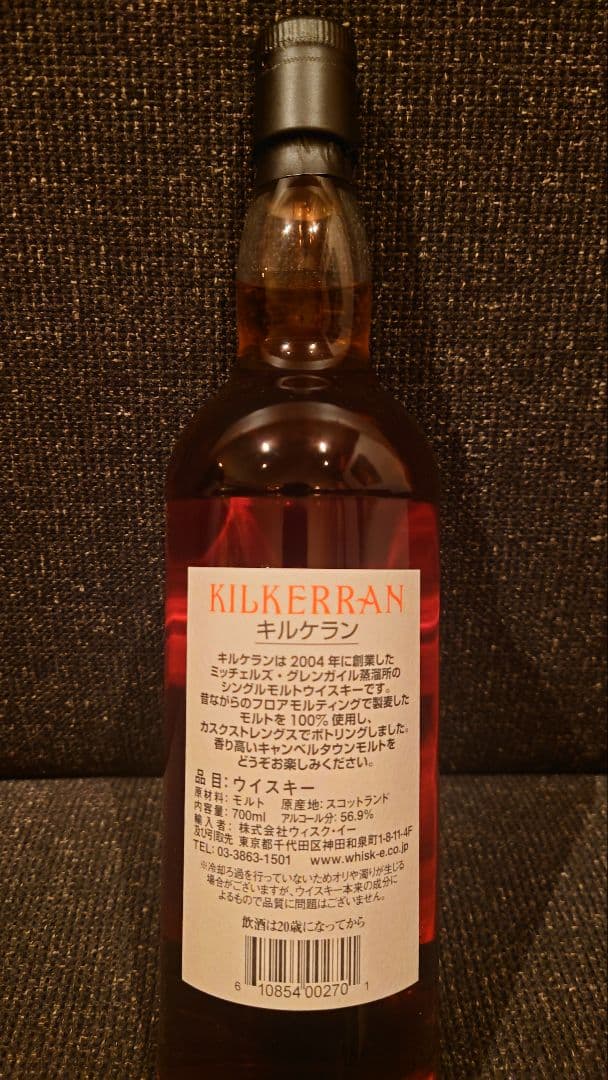 KILKERRAN
キルケラン
キルケランは2004年に創業した
ミッチェルズ・グレンガイル蒸溜所の
シングルモルトウイスキーです。
昔ながらのフロアモルティングで製麦した
モルトを100%使用し、
カスクストレングスでボトリングしました。
香り高いキャンベルタウンモルトを
どうぞお楽しみください。
品目:ウイスキー
原材料:モルト 原産地:スコットランド
内容量:700ml アルコール分:56.9%
輸入者:株式会社ウィスク・イー
及び引取先 東京都千代田区神田和泉町1-8-11-4F
TEL:03-3863-1501 www.whisk-e.co.jp
※冷却ろ過を行っていないためオリや濁りが生じる
場合がございますが、ウイスキー本来の成分に
よるもので品質に問題はございません。
飲酒は20歳になってから
6 10854 00270 1